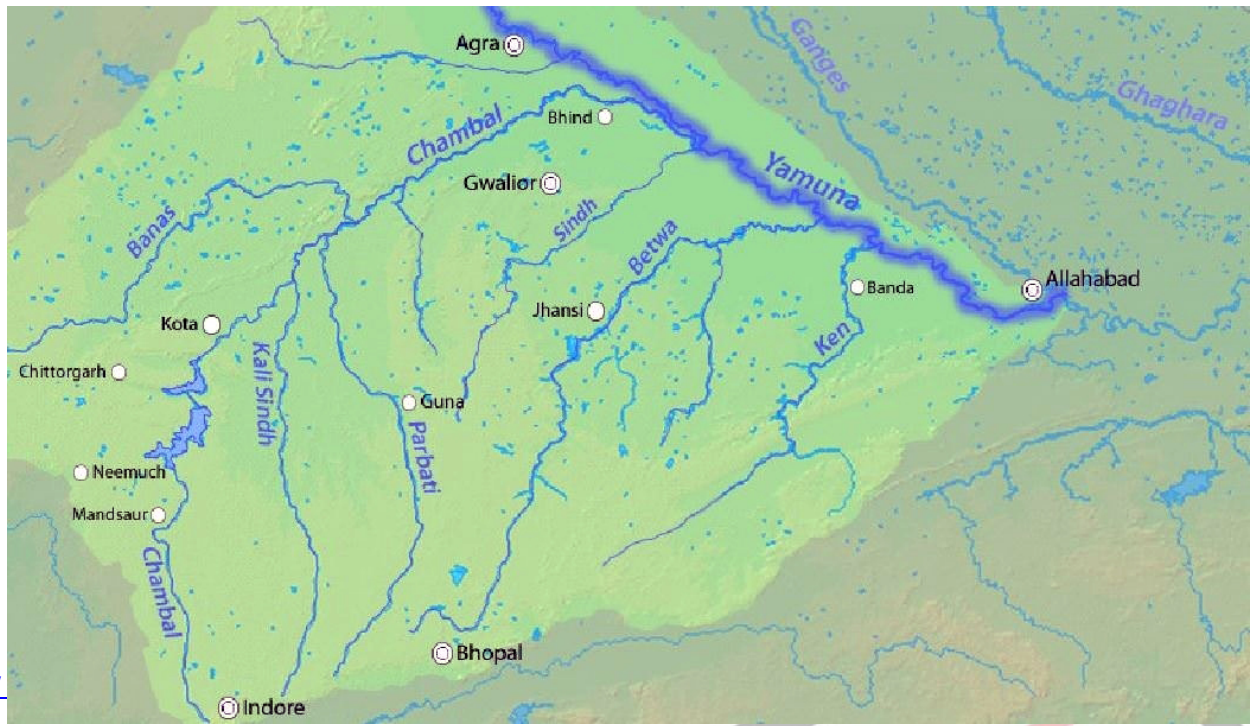 Agra
Ganges
Ghaghara
Chambal
Bhind
Yamuna
Gwalior
Banas
Sindh
Betwa
Allahabad
Banda
Jhansi
Kota
Ken
Kali Sindh
Chittorgarh
Guna
Parbati
Neemuch
Mandsaur
Chambal
Bhopal
Indore